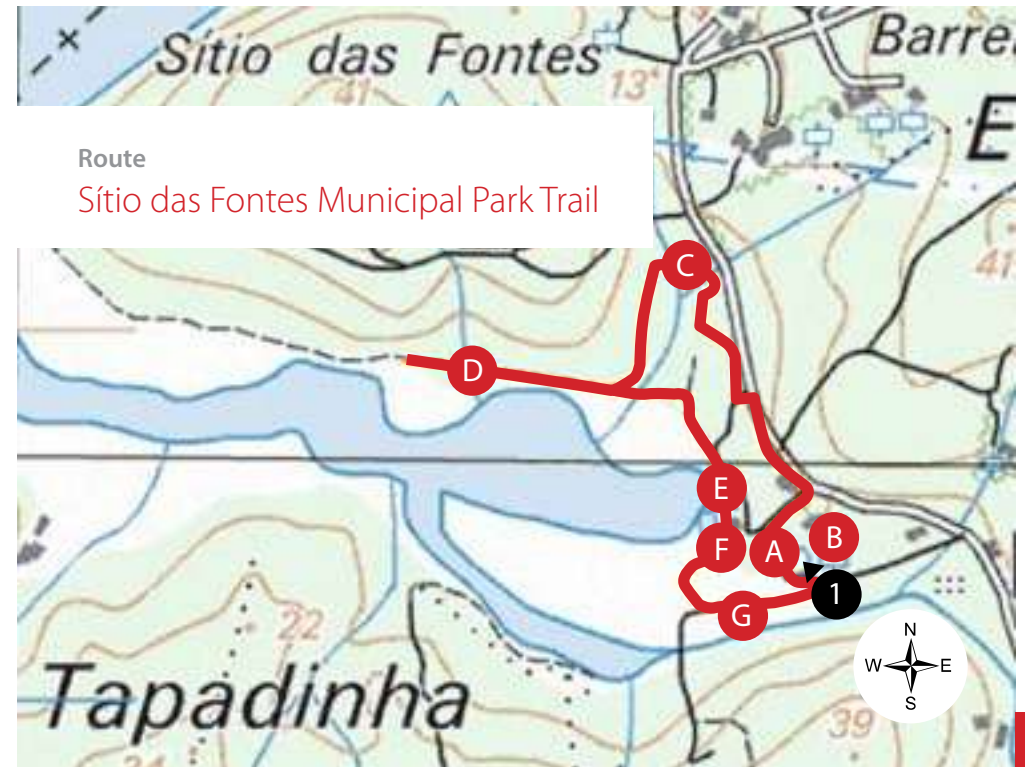 Sítio das Fontes
Barre
41
13
E
Route
Sítio das Fontes Municipal Park Trail
C
41
D
E
B
F
A
1
G
22
N
W E
S
Tapadinha
39